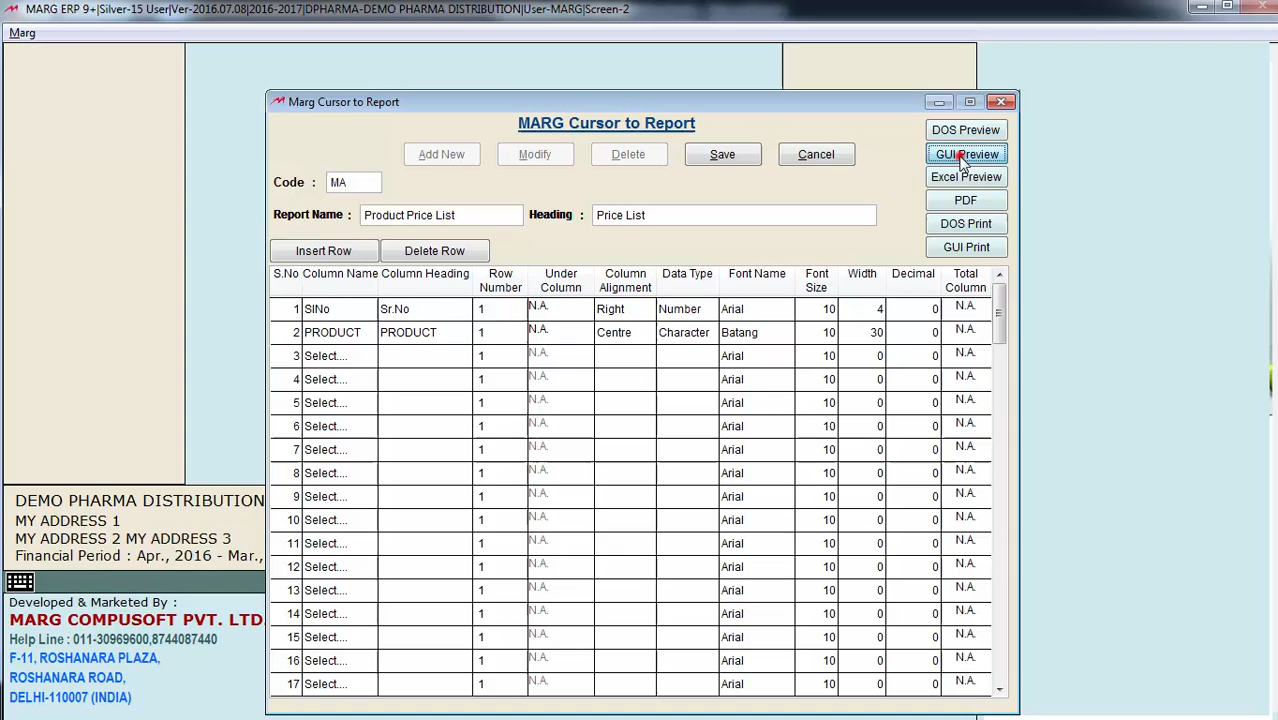 MARG ERP 9+|Silver-15 User|Ver-2016.07.08|2016-2017|DPHARMA-DEMO PHARMA DISTRIBUTION|User-MARG|Screen-2
Marg
Marg Cursor to Report
MARG Cursor to Report
DOS Preview
Add New Modify Delete Save Cancel GUI Preview
Code : MA Excel Preview
PDF
Report Name : Product Price List Heading : Price List DOS Print
Insert Row Delete Row GUI Print
S.No Column Name Column Heading Row Number Under Column Column Alignment Data Type Font Name Font Size Width Decimal Total Column
1 SlNo Sr.No 1 N.A. Right Number Arial 10 4 0 N.A.
2 PRODUCT PRODUCT 1 N.A. Centre Character Batang 10 30 0 N.A.
3 Select.... 1 N.A. Arial 10 0 0 N.A.
4 Select.... 1 N.A. Arial 10 0 0 N.A.
5 Select.... 1 N.A. Arial 10 0 0 N.A.
6 Select.... 1 N.A. Arial 10 0 0 N.A.
7 Select.... 1 N.A. Arial 10 0 0 N.A.
8 Select.... 1 N.A. Arial 10 0 0 N.A.
9 Select.... 1 N.A. Arial 10 0 0 N.A.
10 Select.... 1 N.A. Arial 10 0 0 N.A.
11 Select.... 1 N.A. Arial 10 0 0 N.A.
12 Select.... 1 N.A. Arial 10 0 0 N.A.
13 Select.... 1 N.A. Arial 10 0 0 N.A.
14 Select.... 1 N.A. Arial 10 0 0 N.A.
15 Select.... 1 N.A. Arial 10 0 0 N.A.
16 Select.... 1 N.A. Arial 10 0 0 N.A.
17 Select.... 1 N.A. Arial 10 0 0 N.A.
DEMO PHARMA DISTRIBUTION
MY ADDRESS 1
MY ADDRESS 2 MY ADDRESS 3
Financial Period : Apr., 2016 - Mar.,
Developed & Marketed By :
MARG COMPUSOFT PVT. LTD.
Help Line : 011-30969600,8744087440
F-11, ROSHANARA PLAZA,
ROSHANARA ROAD,
DELHI-110007 (INDIA)